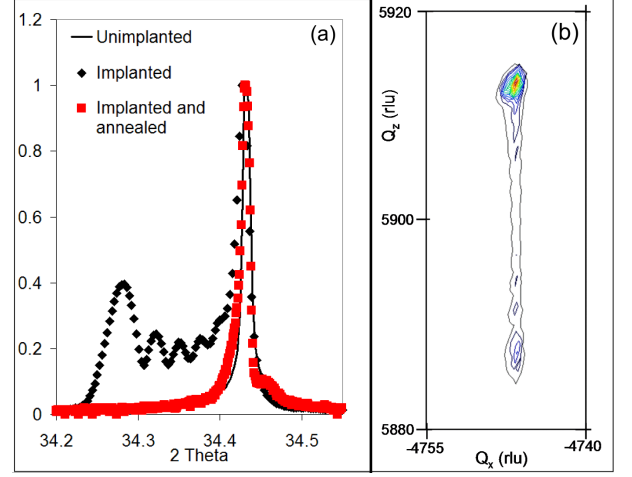 1.2
1
0.8
0.6
0.4
0.2
0
34.2
34.3
34.4
34.5
2 Theta
Unimplanted
Implanted
Implanted and
annealed
(a)
(b)
5920
5900
5880
Qz (rlu)
-4755
-4740
Qx (rlu)